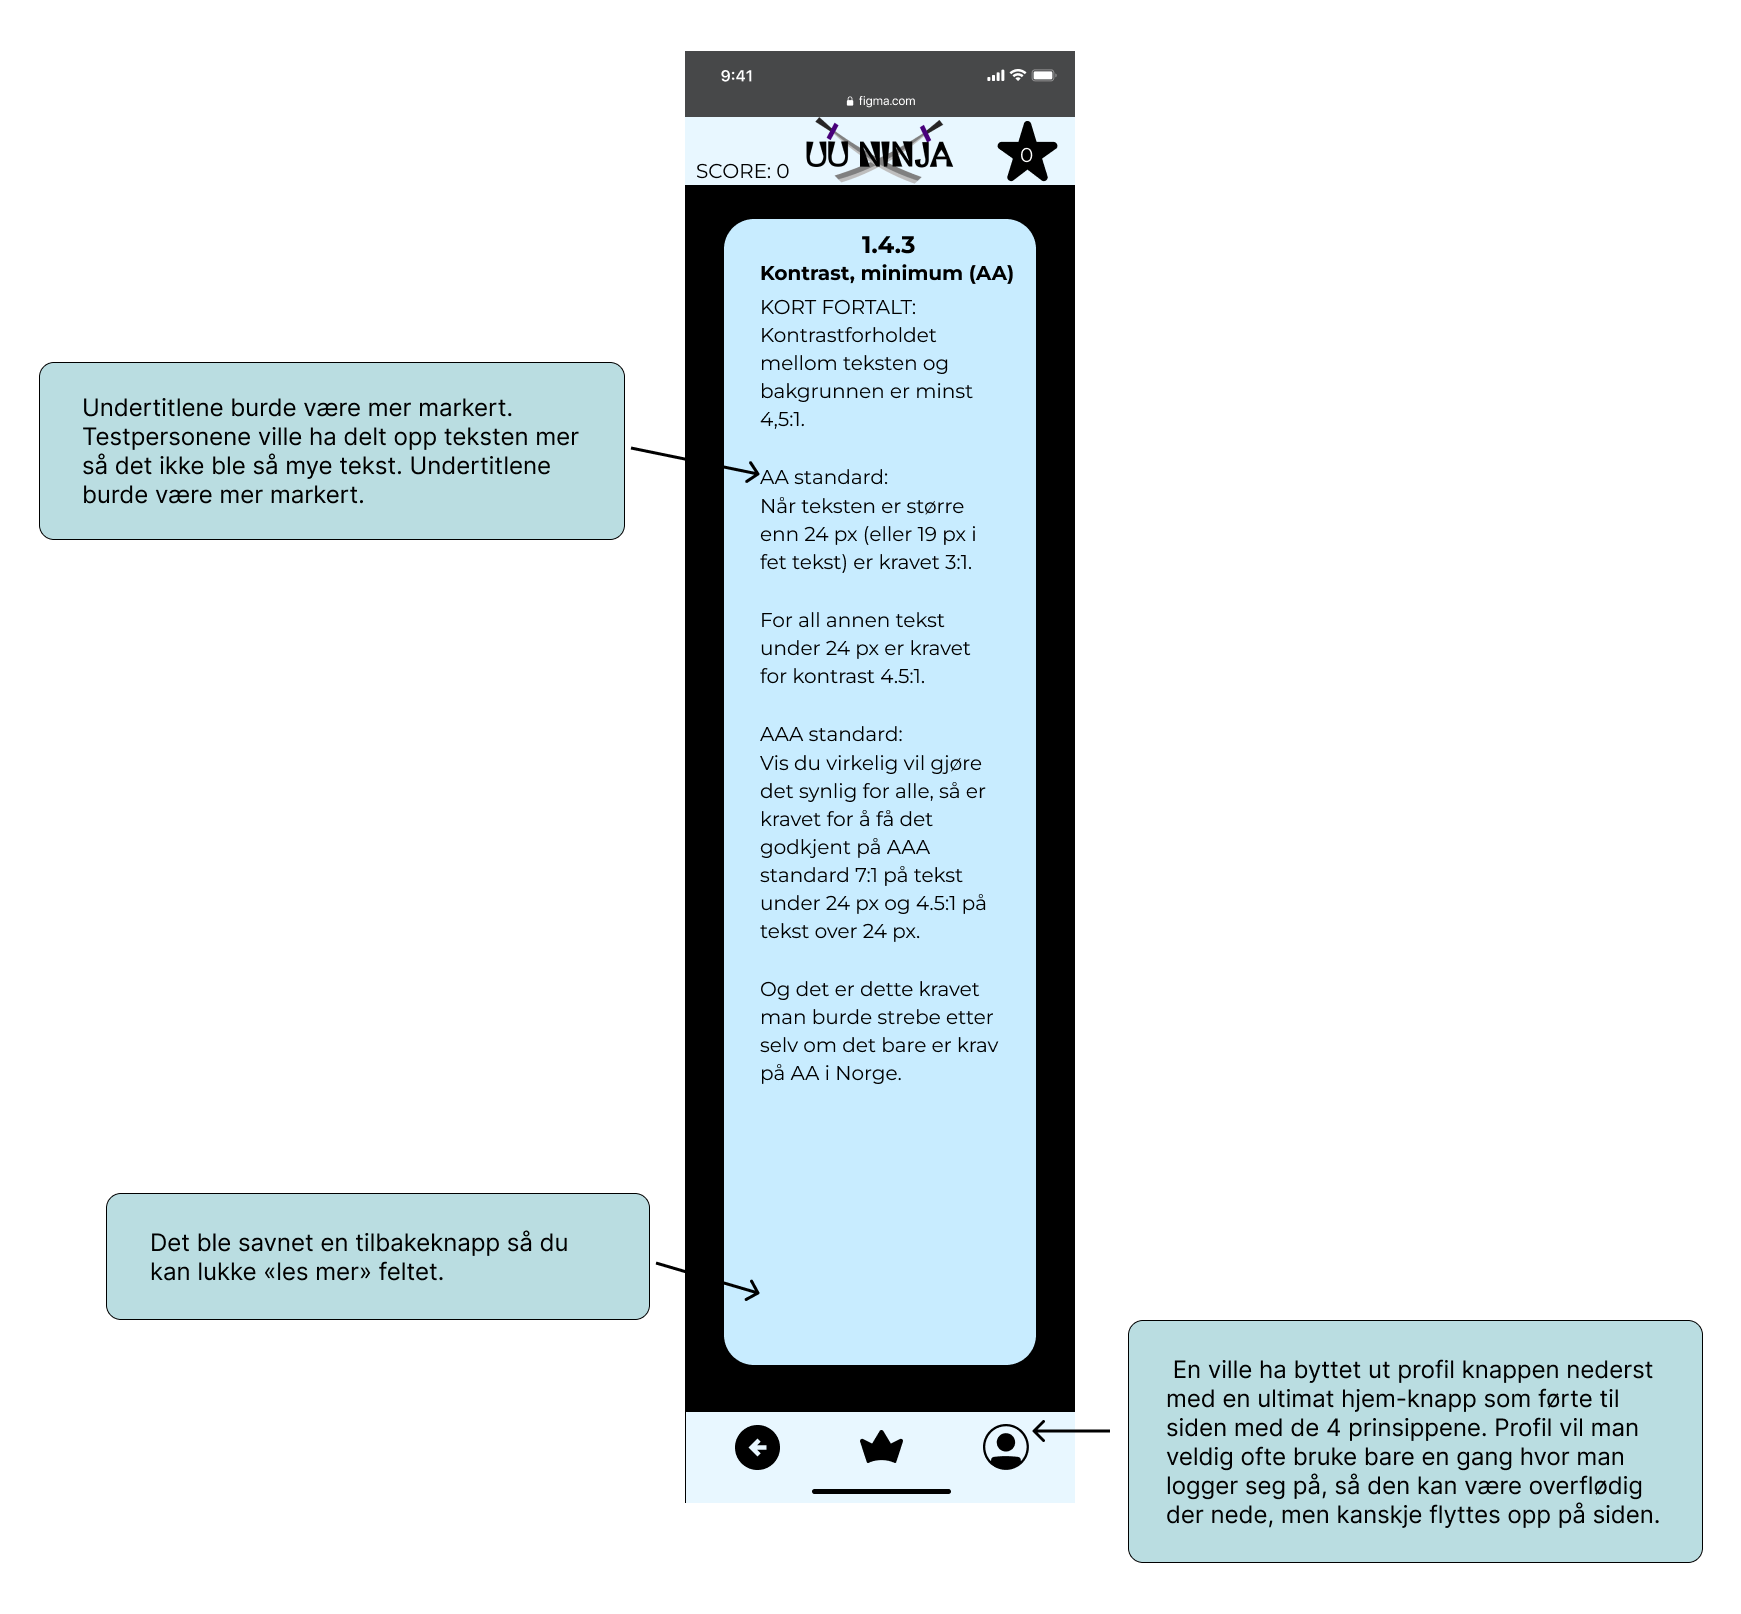 9:41
figma.com
SCORE: 0
UU NINJA
0
1.4.3
Kontrast, minimum (AA)
KORT FORTALT:
Kontrastforholdet
mellom teksten og
bakgrunnen er minst
4,5:1.
AA standard:
Når teksten er større
enn 24 px (eller 19 px i
fet tekst) er kravet 3:1.
For all annen tekst
under 24 px er kravet
for kontrast 4.5:1.
AAA standard:
Vis du virkelig vil gjøre
det synlig for alle, så er
kravet for å få det
godkjent på AAA
standard 7:1 på tekst
under 24 px og 4.5:1 på
tekst over 24 px.
Og det er dette kravet
man burde strebe etter
selv om det bare er krav
på AA i Norge.
Undertitlene burde være mer markert.
Testpersonene ville ha delt opp teksten mer
så det ikke ble så mye tekst. Undertitlene
burde være mer markert.
Det ble savnet en tilbakeknapp så du
kan lukke «les mer» feltet.
En ville ha byttet ut profil knappen nederst
med en ultimat hjem-knapp som førte til
siden med de 4 prinsippene. Profil vil man
veldig ofte bruke bare en gang hvor man
logger seg på, så den kan være overflødig
der nede, men kanskje flyttes opp på siden.